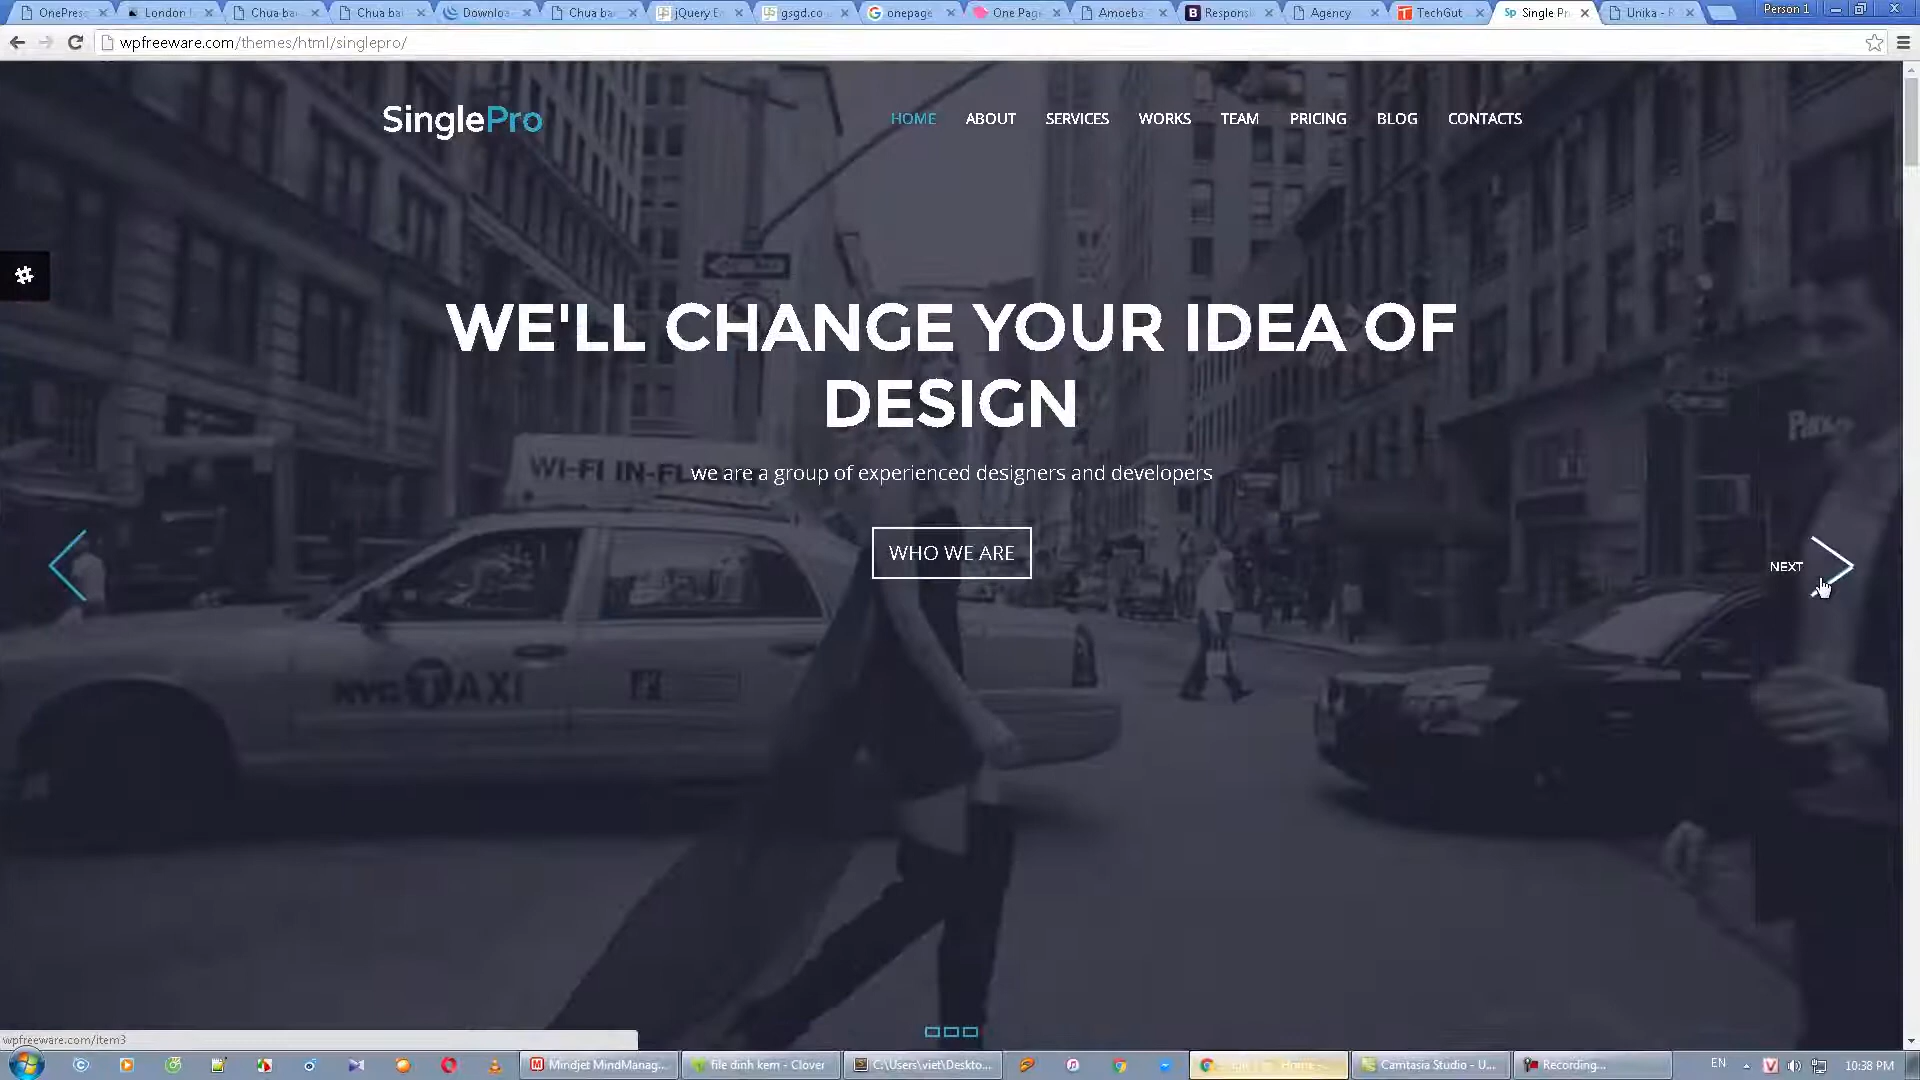 OnePres
London
Chua ba
Chua bai
Downloa
Chua ba
jQuery E
gsgd.co
onepage
One Page
Amoeba
Respons
Agency
TechGut
Single Pr
Unika - R
Person 1
wpfreeware.com/themes/html/singlepro/
SinglePro
HOME ABOUT SERVICES WORKS TEAM PRICING BLOG CONTACTS
WE'LL CHANGE YOUR IDEA OF
DESIGN
WI-FI IN-FL
we are a group of experienced designers and developers
WHO WE ARE
NEXT
NYC TAXI
wpfreeware.com/item3
Mindjet MindManag...
file dinh kem - Clover
C:\Users\viet\Deskto...
Camtasia Studio - U...
Recording...
EN
10:38 PM